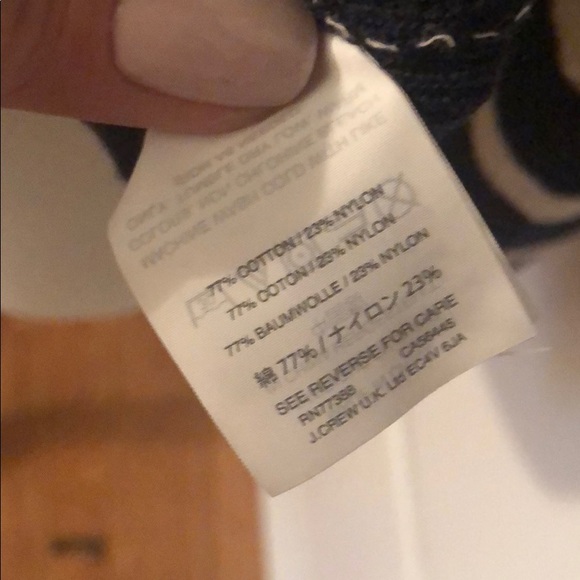 77% COTTON / 23% NYLON
77% COTON / 23% NYLON
77% BAUMWOLLE / 23% NYLON
綿 77% / ナイロン 23%
SEE REVERSE FOR CARE
RN77388 CA56445
J.CREW U.K. Ltd EC4V 6JA